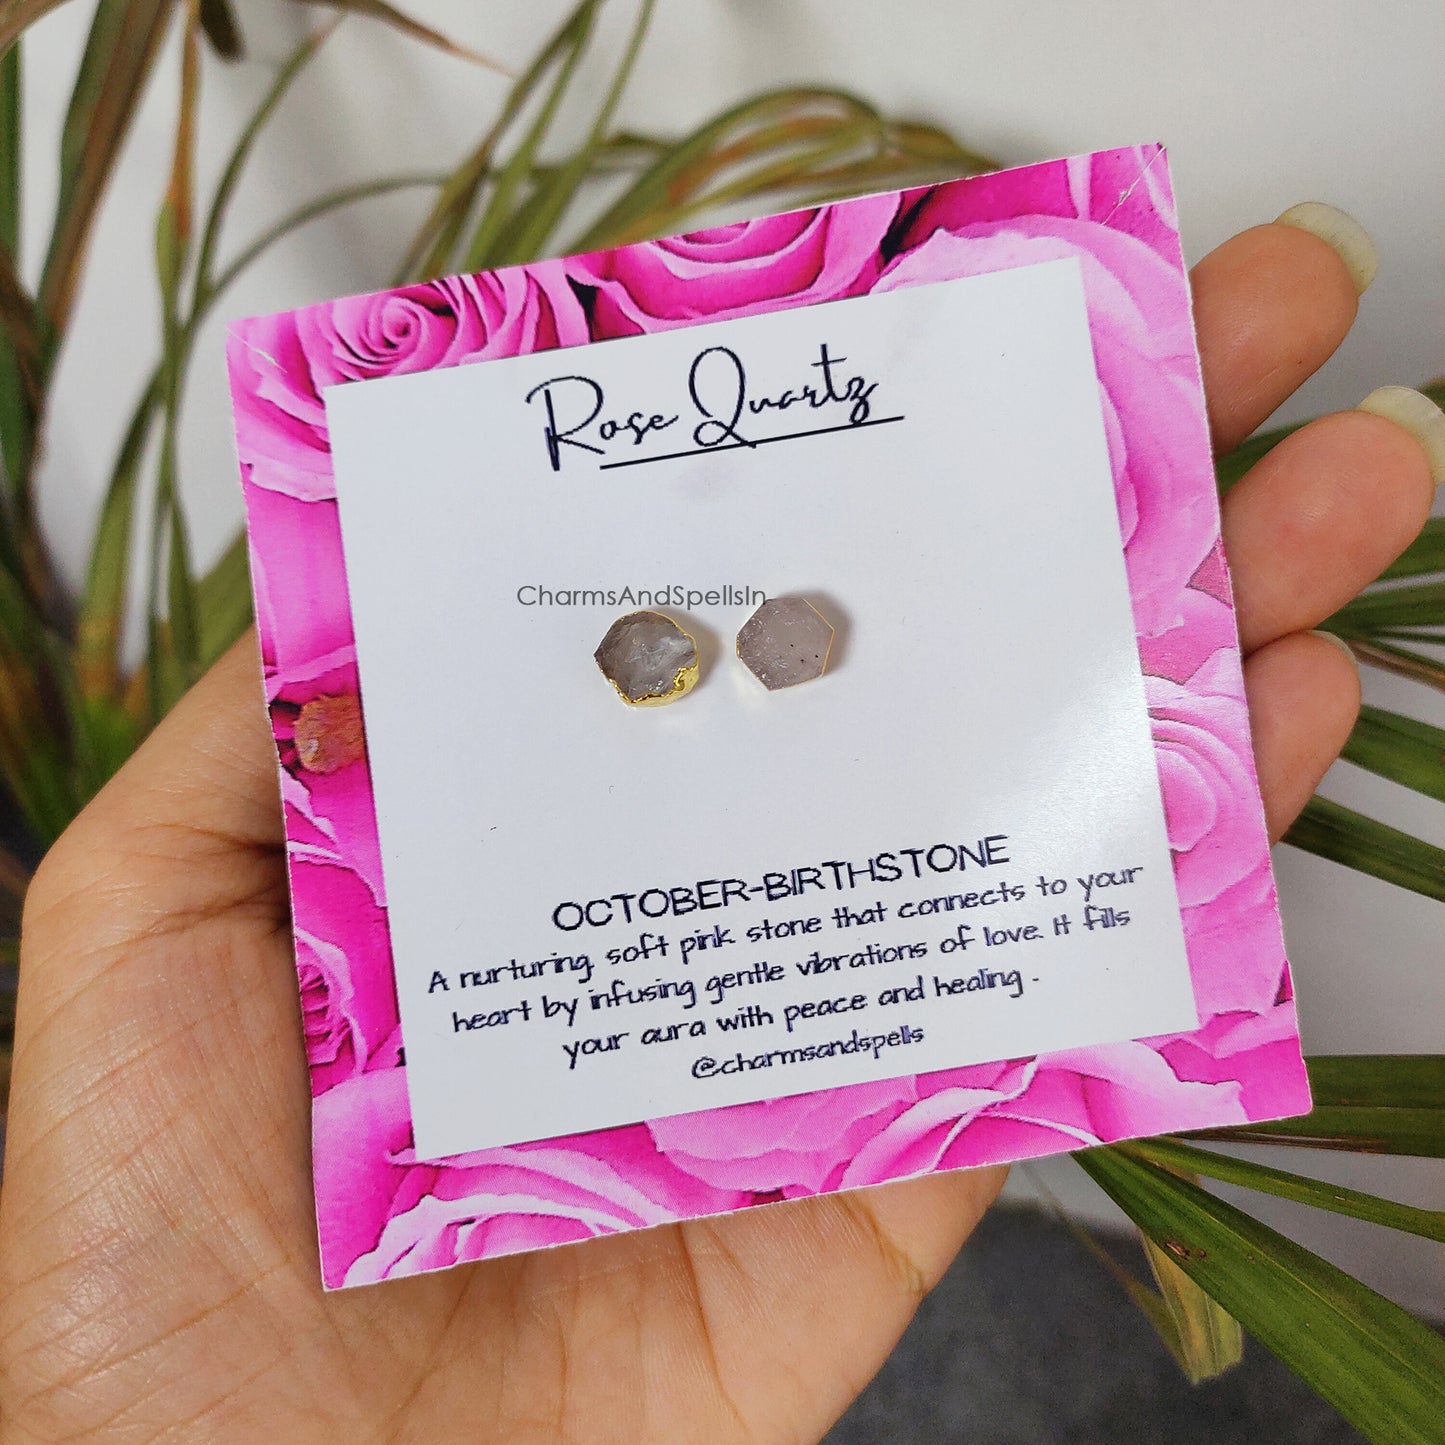 Rose Quartz
CharmsAndSpellsIn
OCTOBER-BIRTHSTONE
A nurturing soft pink stone that connects to your
heart by infusing gentle vibrations of love. It fills
your aura with peace and healing .
@charmsandspells